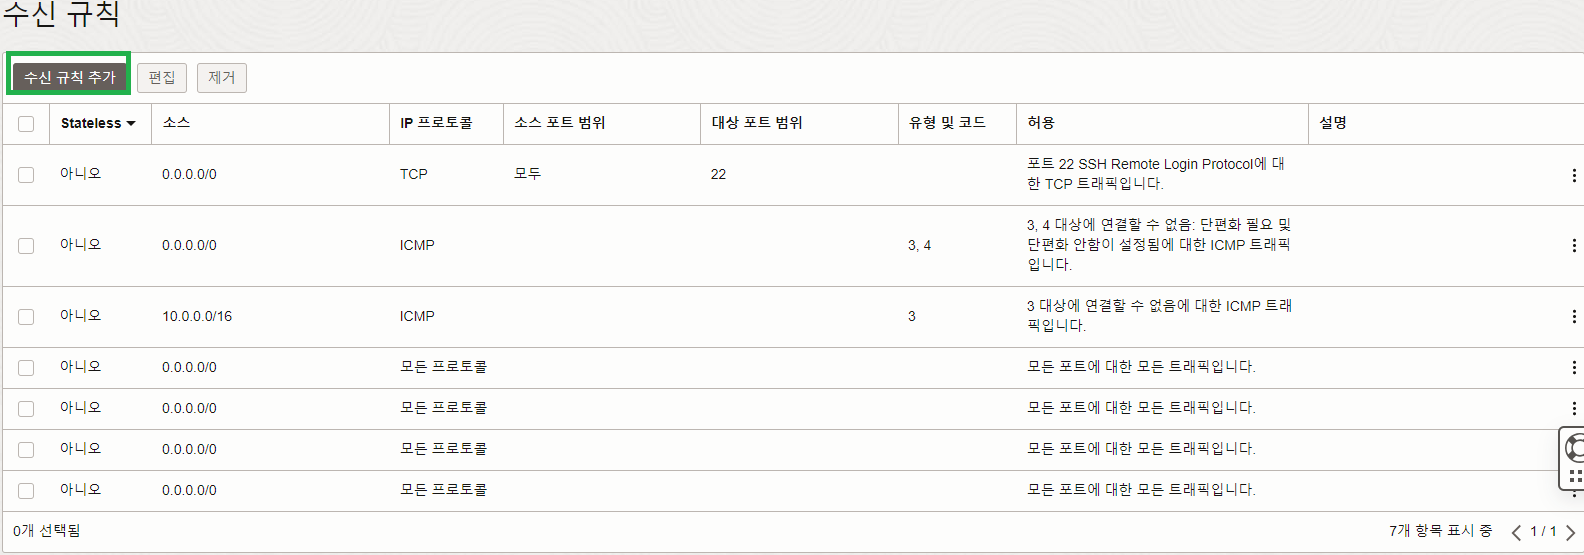 수신 규칙
수신 규칙 추가 편집 제거
Stateless 소스 IP 프로토콜 소스 포트 범위 대상 포트 범위 유형 및 코드 허용 설명
아니오 0.0.0.0/0 TCP 모두 22 포트 22 SSH Remote Login Protocol에 대
한 TCP 트래픽입니다.
아니오 0.0.0.0/0 ICMP 3, 4 3, 4 대상에 연결할 수 없음: 단편화 필요 및
단편화 안함이 설정됨에 대한 ICMP 트래픽
입니다.
아니오 10.0.0.0/16 ICMP 3 3 대상에 연결할 수 없음에 대한 ICMP 트래
픽입니다.
아니오 0.0.0.0/0 모든 프로토콜 모든 포트에 대한 모든 트래픽입니다.
아니오 0.0.0.0/0 모든 프로토콜 모든 포트에 대한 모든 트래픽입니다.
아니오 0.0.0.0/0 모든 프로토콜 모든 포트에 대한 모든 트래픽입니다.
아니오 0.0.0.0/0 모든 프로토콜 모든 포트에 대한 모든 트래픽입니다.
0개 선택됨 7개 항목 표시 중 1 / 1